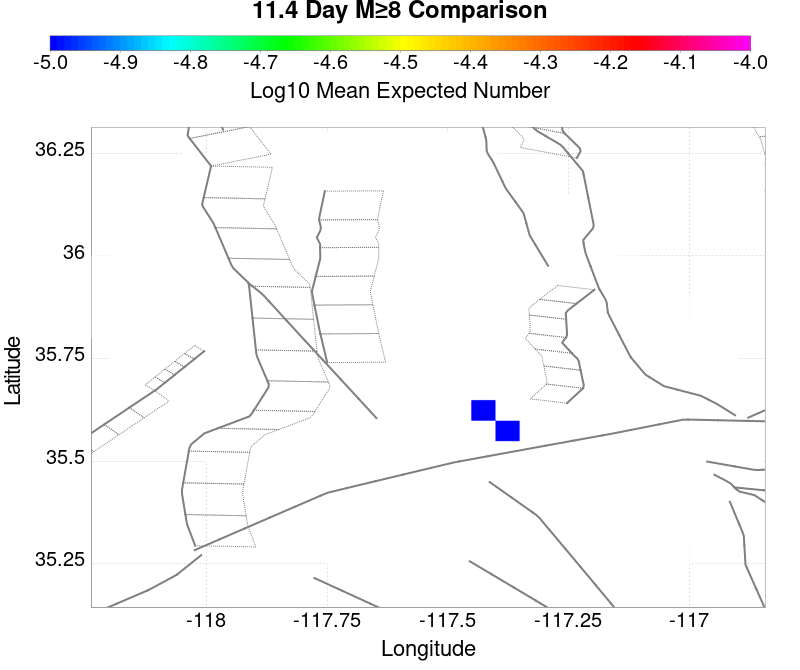 11.4 Day M≥8 Comparison
-5.0 -4.9 -4.8 -4.7 -4.6 -4.5 -4.4 -4.3 -4.2 -4.1 -4.0
Log10 Mean Expected Number
36.25
36
35.75
35.5
35.25
Latitude
-118 -117.75 -117.5 -117.25 -117
Longitude